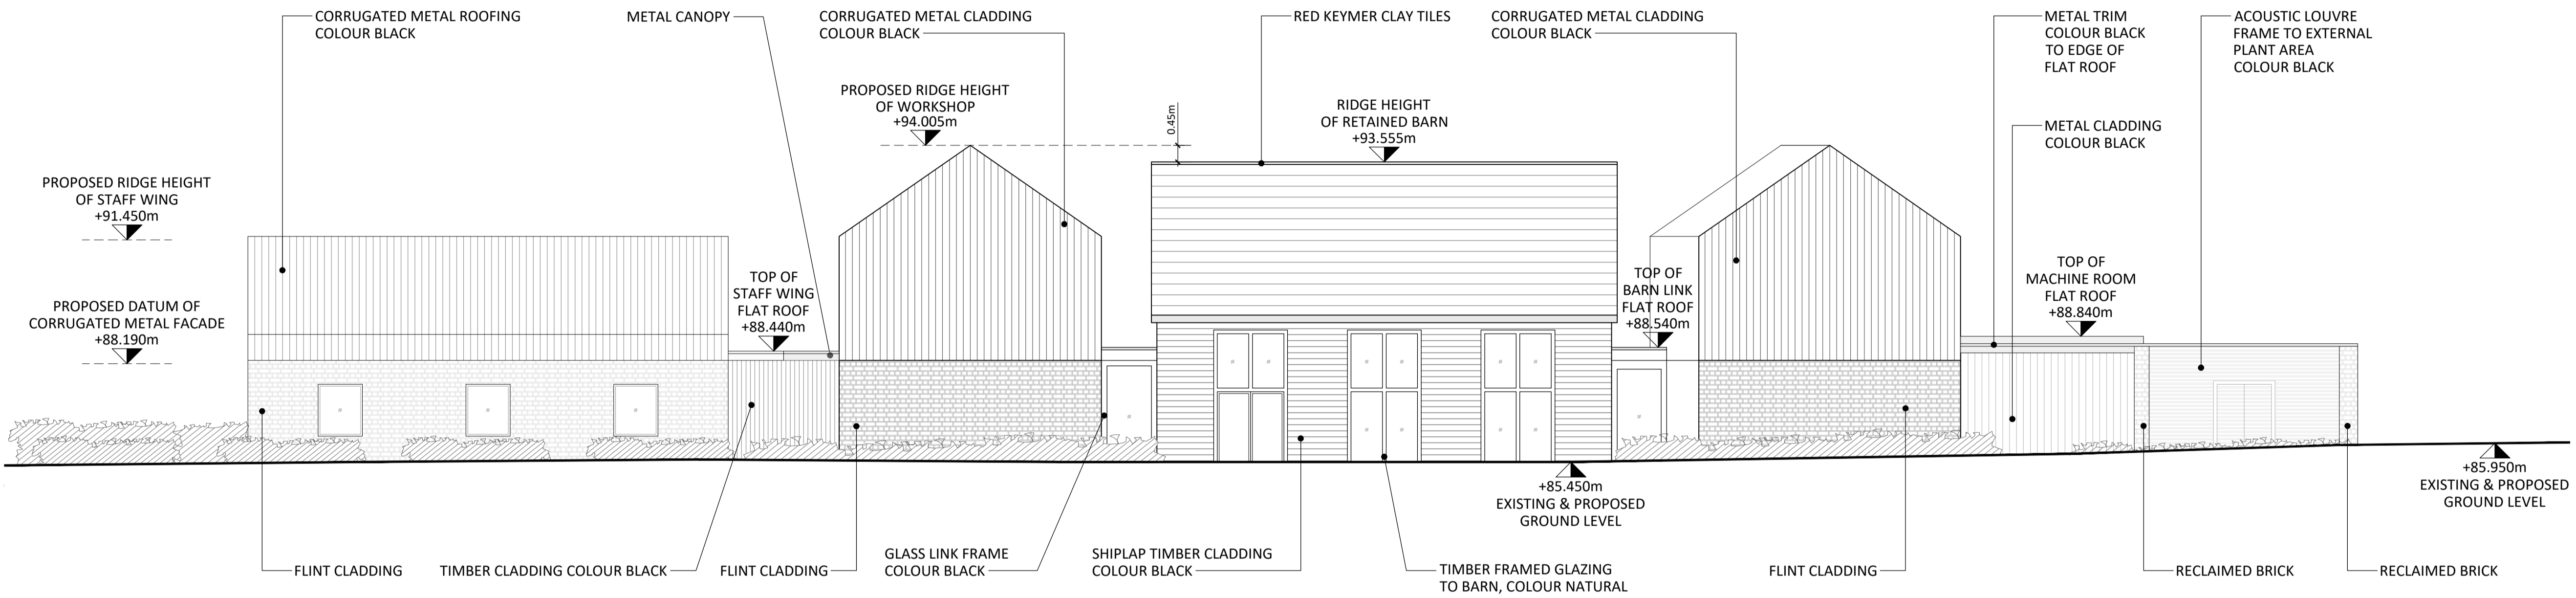 CORRUGATED METAL ROOFING
COLOUR BLACK
METAL CANOPY
CORRUGATED METAL CLADDING
COLOUR BLACK
RED KEYMER CLAY TILES
CORRUGATED METAL CLADDING
COLOUR BLACK
METAL TRIM
COLOUR BLACK
TO EDGE OF
FLAT ROOF
ACOUSTIC LOUVRE
FRAME TO EXTERNAL
PLANT AREA
COLOUR BLACK
PROPOSED RIDGE HEIGHT
OF WORKSHOP
+94.005m
0.45m
RIDGE HEIGHT
OF RETAINED BARN
+93.555m
METAL CLADDING
COLOUR BLACK
PROPOSED RIDGE HEIGHT
OF STAFF WING
+91.450m
PROPOSED DATUM OF
CORRUGATED METAL FACADE
+88.190m
TOP OF
STAFF WING
FLAT ROOF
+88.440m
TOP OF
BARN LINK
FLAT ROOF
+88.540m
TOP OF
MACHINE ROOM
FLAT ROOF
+88.840m
+85.450m
EXISTING & PROPOSED
GROUND LEVEL
+85.950m
EXISTING & PROPOSED
GROUND LEVEL
FLINT CLADDING
TIMBER CLADDING COLOUR BLACK
FLINT CLADDING
GLASS LINK FRAME
COLOUR BLACK
SHIPLAP TIMBER CLADDING
COLOUR BLACK
TIMBER FRAMED GLAZING
TO BARN, COLOUR NATURAL
FLINT CLADDING
RECLAIMED BRICK
RECLAIMED BRICK